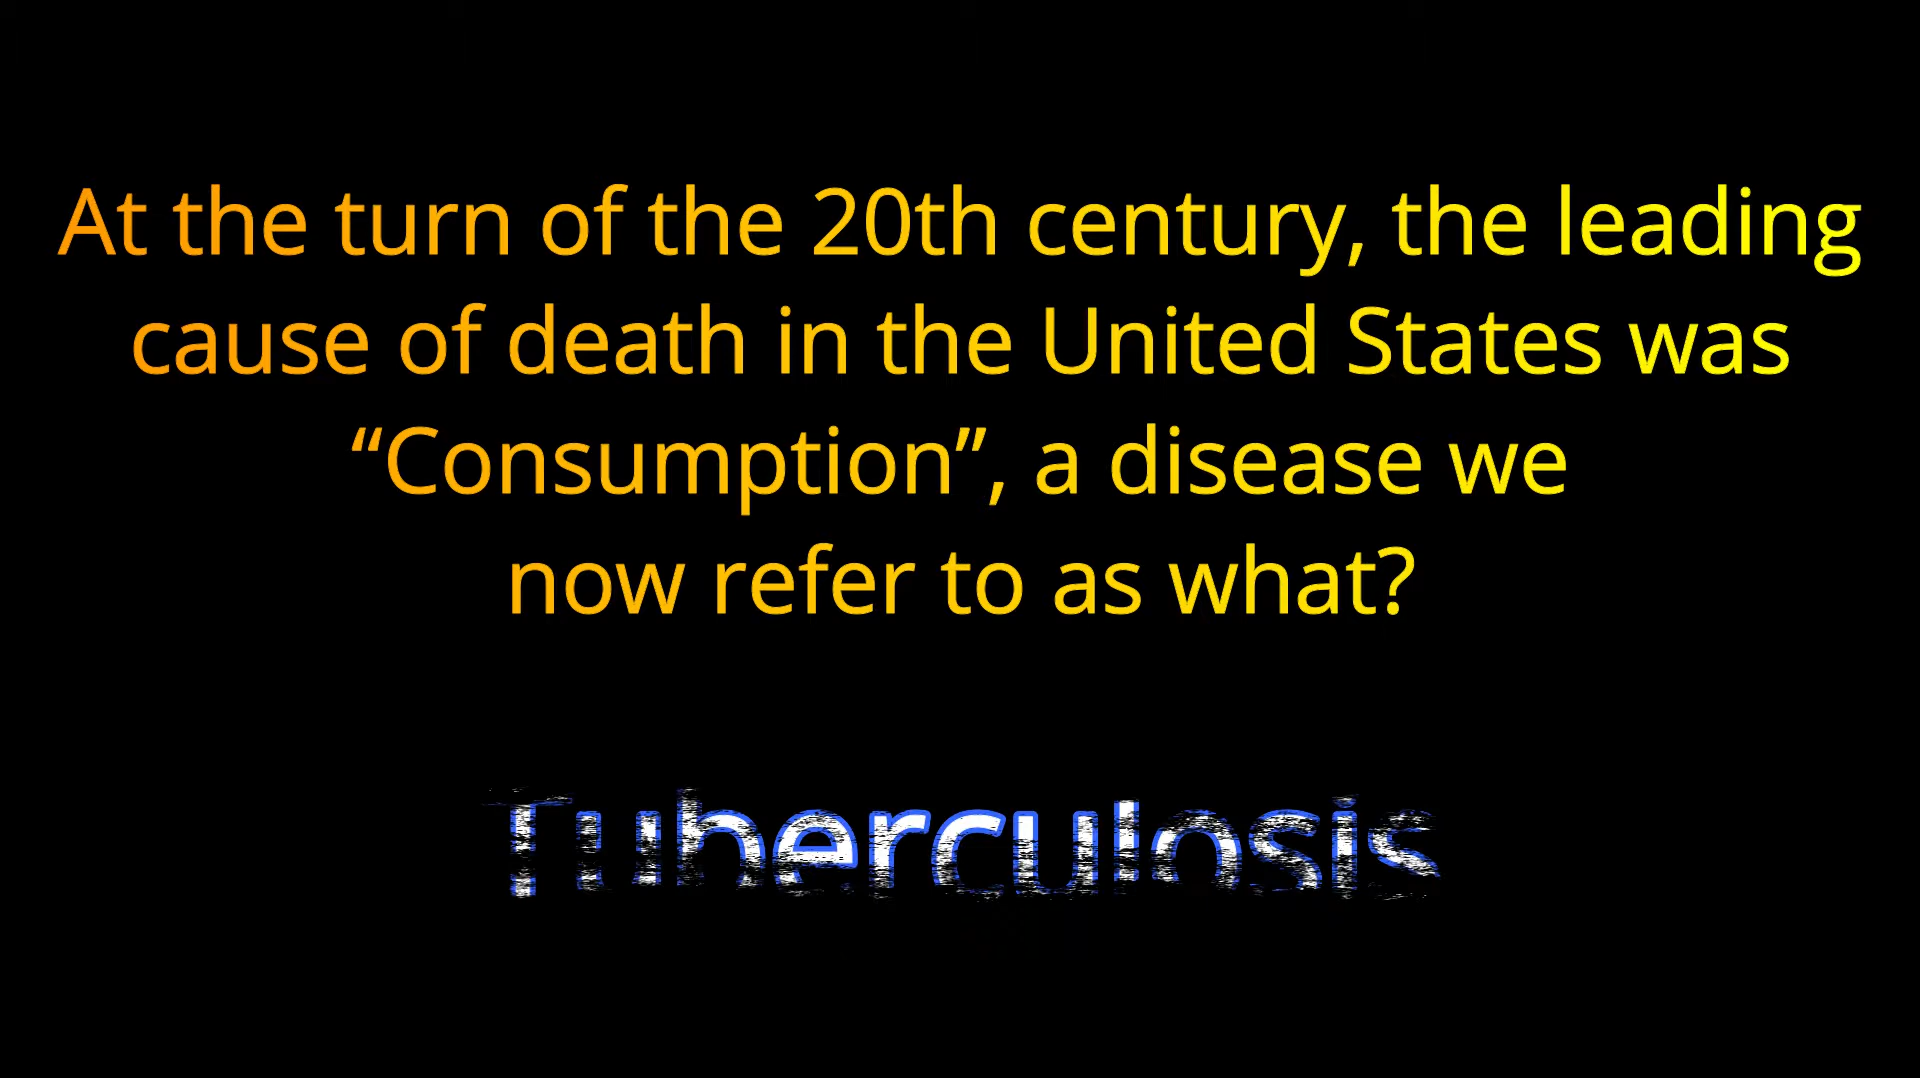 At the turn of the 20th century, the leading
cause of death in the United States was
“Consumption”, a disease we
now refer to as what?
Tuberculosis